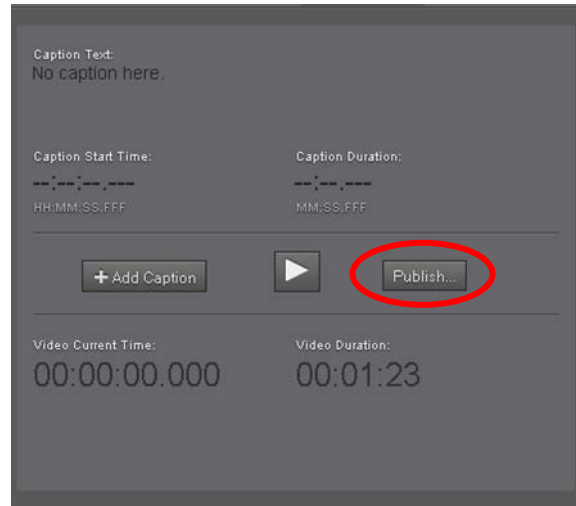 Caption Text:
No caption here.
Caption Start Time: Caption Duration:
--:--:--.--- --:--.---
HH:MM:SS.FFF MM:SS.FFF
+ Add Caption Publish...
Video Current Time: Video Duration:
00:00:00.000 00:01:23